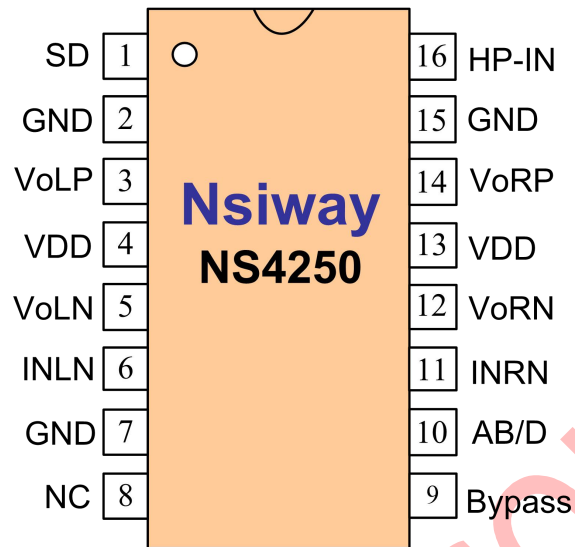 SD 1 16 HP-IN
GND 2 15 GND
VoLP 3 14 VoRP
Nsiway
VDD 4 13 VDD
NS4250
VoLN 5 12 VoRN
INLN 6 11 INRN
GND 7 10 AB/D
NC 8 9 Bypass